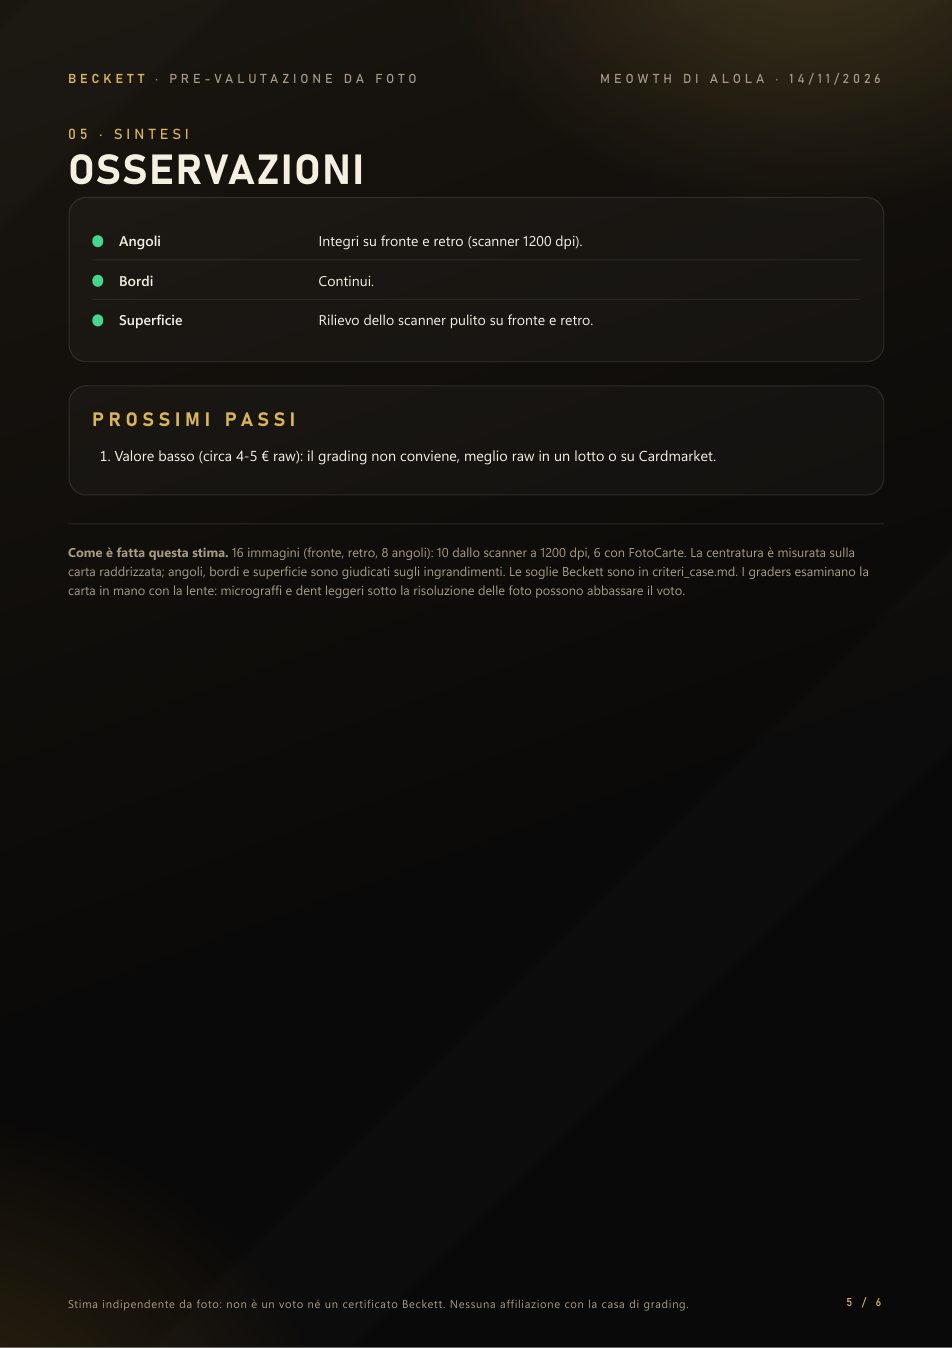 BECKETT · PRE-VALUTAZIONE DA FOTO
MEOWTH DI ALOLA · 14/11/2026
05 · SINTESI
OSSERVAZIONI
Angoli Integri su fronte e retro (scanner 1200 dpi).
Bordi Continui.
Superficie Rilievo dello scanner pulito su fronte e retro.
PROSSIMI PASSI
1. Valore basso (circa 4-5 € raw): il grading non conviene, meglio raw in un lotto o su Cardmarket.
Come è fatta questa stima. 16 immagini (fronte, retro, 8 angoli): 10 dallo scanner a 1200 dpi, 6 con FotoCarte. La centratura è misurata sulla
carta raddrizzata; angoli, bordi e superficie sono giudicati sugli ingrandimenti. Le soglie Beckett sono in criteri_case.md. I graders esaminano la
carta in mano con la lente: micrograffi e dent leggeri sotto la risoluzione delle foto possono abbassare il voto.
Stima indipendente da foto: non è un voto né un certificato Beckett. Nessuna affiliazione con la casa di grading.
5 / 6